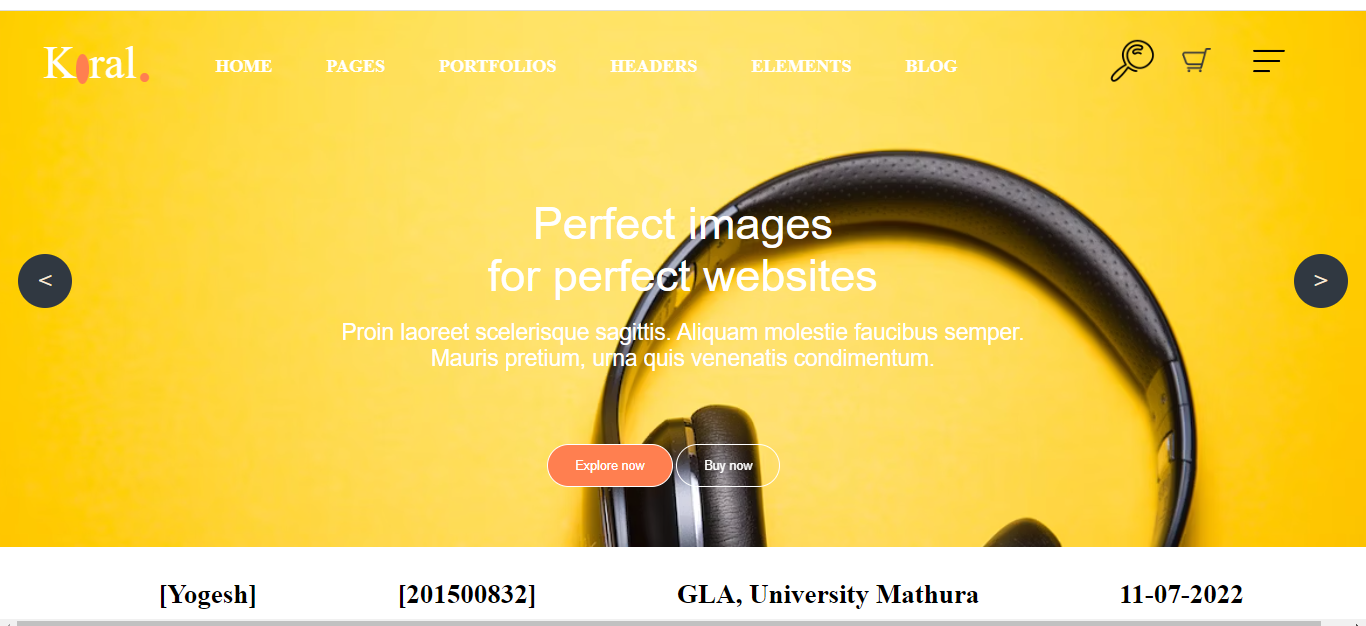 Koral.
HOME PAGES PORTFOLIOS HEADERS ELEMENTS BLOG
Perfect images
for perfect websites
<
>
Proin laoreet scelerisque sagittis. Aliquam molestie faucibus semper.
Mauris pretium, urna quis venenatis condimentum.
Explore now Buy now
[Yogesh] [201500832] GLA, University Mathura 11-07-2022